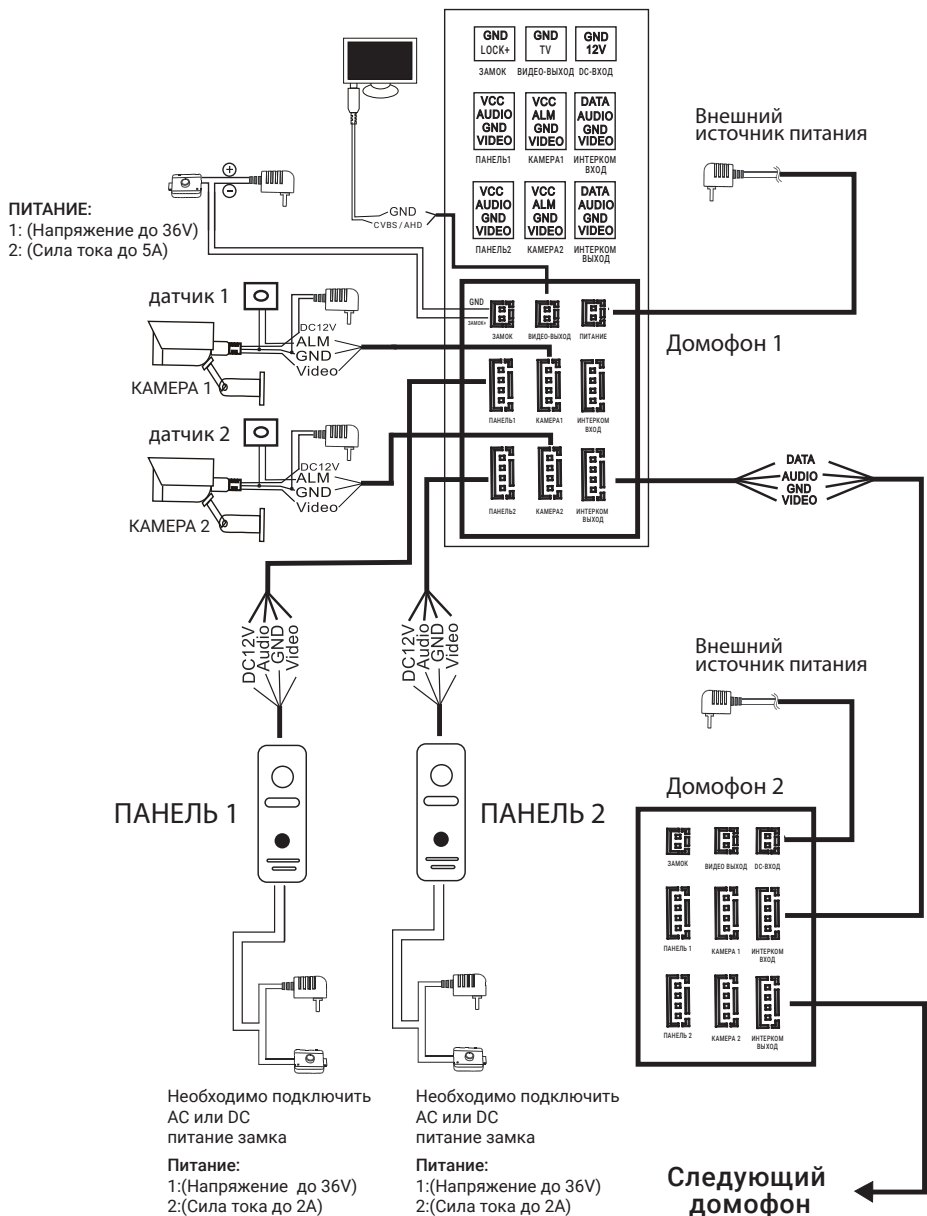 GND
LOCK+
ЗАМОК
GND
TV
ВИДЕО-ВЫХОД
GND
12V
DC-ВХОД
VCC
AUDIO
GND
VIDEO
ПАНЕЛЬ1
VCC
ALM
GND
VIDEO
КАМЕРА1
DATA
AUDIO
GND
VIDEO
ИНТЕРКОМ
ВХОД
VCC
AUDIO
GND
VIDEO
ПАНЕЛЬ2
VCC
ALM
GND
VIDEO
КАМЕРА2
DATA
AUDIO
GND
VIDEO
ИНТЕРКОМ
ВЫХОД
Внешний
источник питания
+
−
ПИТАНИЕ:
1: (Напряжение до 36V)
2: (Сила тока до 5А)
GND
CVBS/AHD
GND
ЗАМОК+
ЗАМОК
ВИДЕО-ВЫХОД
ПИТАНИЕ
Домофон 1
ПАНЕЛЬ1
КАМЕРА1
ИНТЕРКОМ
ВХОД
ПАНЕЛЬ2
КАМЕРА2
ИНТЕРКОМ
ВЫХОД
датчик 1
DC12V
ALM
GND
Video
КАМЕРА 1
датчик 2
DC12V
ALM
GND
Video
КАМЕРА 2
DATA
AUDIO
GND
VIDEO
DC12V
Audio
GND
Video
DC12V
Audio
GND
Video
Внешний
источник питания
ПАНЕЛЬ 1
ПАНЕЛЬ 2
Домофон 2
ЗАМОК
ВИДЕО ВЫХОД
DC-ВХОД
ПАНЕЛЬ 1
КАМЕРА 1
ИНТЕРКОМ
ВХОД
ПАНЕЛЬ 2
КАМЕРА 2
ИНТЕРКОМ
ВЫХОД
Необходимо подключить
АС или DC
питание замка
Питание:
1:(Напряжение до 36V)
2:(Сила тока до 2А)
Необходимо подключить
АС или DC
питание замка
Питание:
1:(Напряжение до 36V)
2:(Сила тока до 2А)
Следующий
домофон